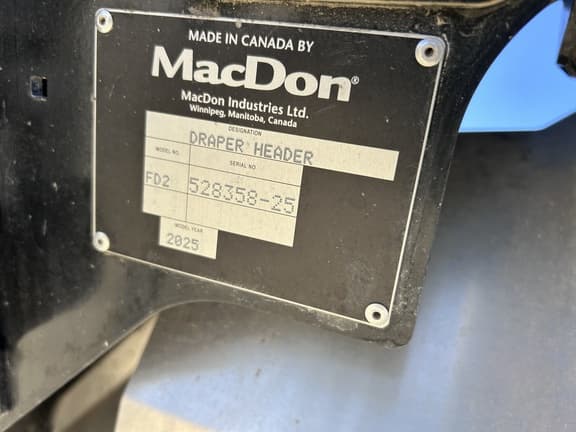 MADE IN CANADA BY
MacDon®
MacDon Industries Ltd.
Winnipeg, Manitoba, Canada
DESIGNATION
DRAPER HEADER
MODEL NO. SERIAL NO.
FD2 528358-25
MODEL YEAR
2025